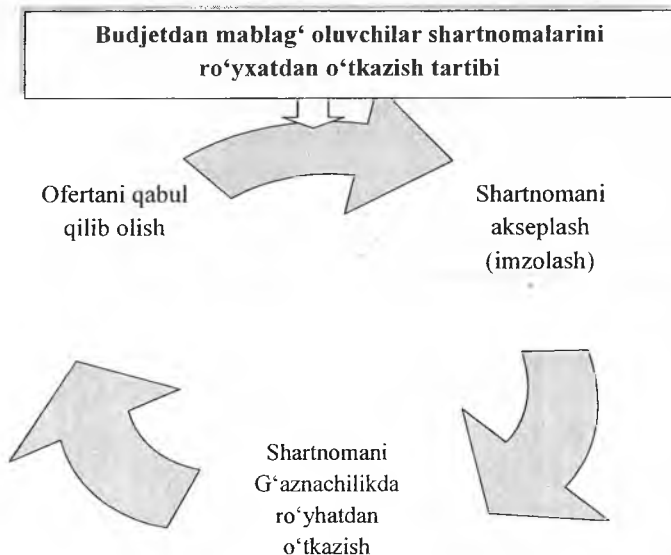 Budjetdan mablag‘ oluvchilar shartnomalarini
ro‘yxatdan o‘tkazish tartibi
Ofertani qabul
qilib olish
Shartnomani
akseplash
(imzolash)
Shartnomani
G‘aznachilikda
ro‘yhatdan
o‘tkazish